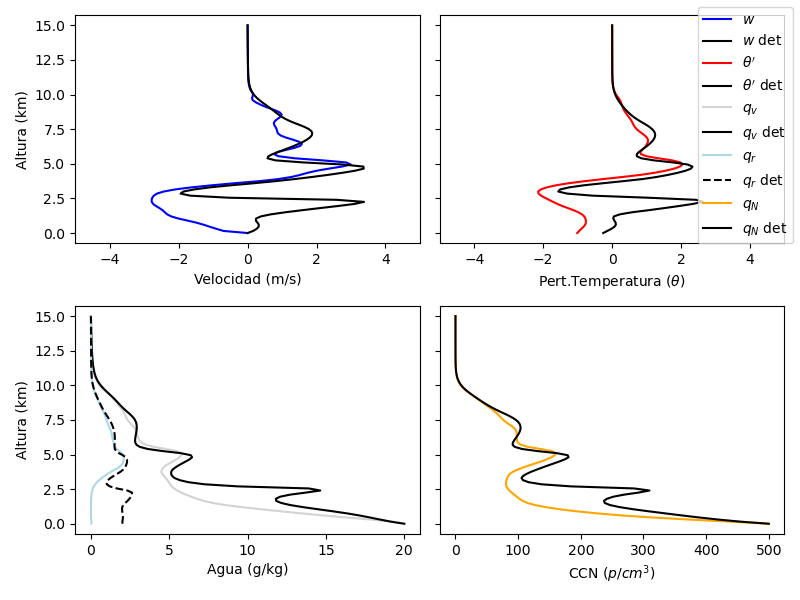 15.0
12.5
10.0
7.5
5.0
2.5
0.0
Altura (km)
−4 −2 0 2 4
Velocidad (m/s)
−4 −2 0 2 4
Pert.Temperatura (θ)
w
w det
θ′
θ′ det
q_v
q_v det
q_r
q_r det
q_N
q_N det
15.0
12.5
10.0
7.5
5.0
2.5
0.0
Altura (km)
0 5 10 15 20
Agua (g/kg)
0 100 200 300 400 500
CCN (p/cm³)